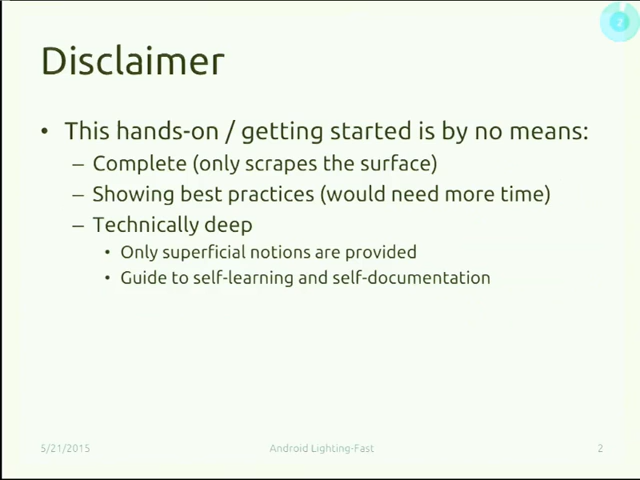 2
Disclaimer
• This hands-on / getting started is by no means:
– Complete (only scrapes the surface)
– Showing best practices (would need more time)
– Technically deep
• Only superficial notions are provided
• Guide to self-learning and self-documentation
5/21/2015 Android Lighting-Fast 2